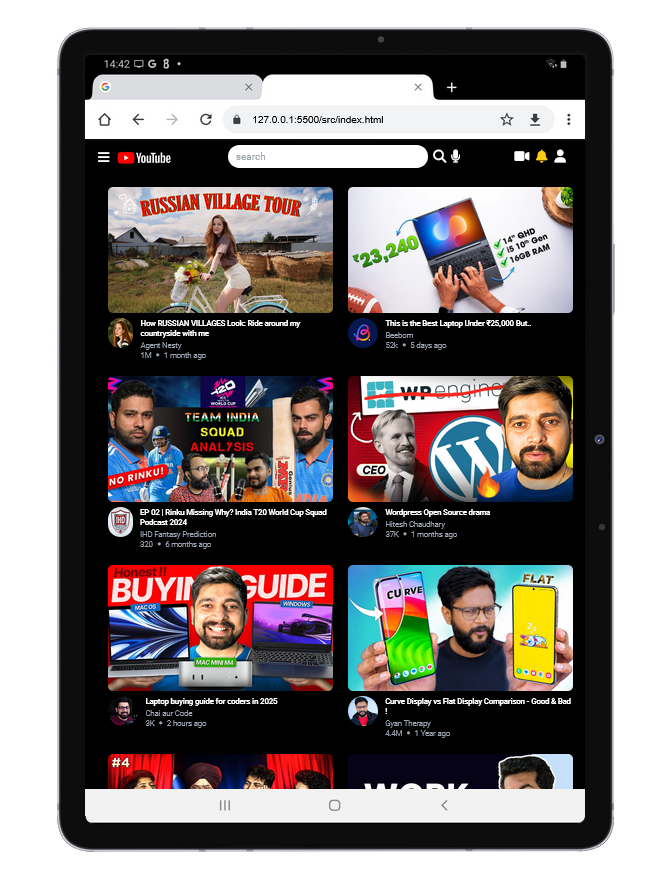 14:42
127.0.0.1:5500/src/index.html
YouTube
search
RUSSIAN VILLAGE TOUR
How RUSSIAN VILLAGES Look: Ride around my
countryside with me
Agent Nesty
1M • 1 month ago
₹23,240
14" QHD
i5 10th Gen
16GB RAM
This is the Best Laptop Under ₹25,000 But..
Beebom
52k • 5 days ago
T20
WORLD CUP
TEAM INDIA
SQUAD
ANALYSIS
NO RINKU!
IHD
EP 02 | Rinku Missing Why? India T20 World Cup Squad
Podcast 2024
IHD Fantasy Prediction
320 • 6 months ago
WP engine
CEO
Wordpress Open Source drama
Hitesh Chaudhary
37K • 1 months ago
Honest !!
BUYING GUIDE
MAC OS
WINDOWS
MAC MINI M4
Laptop buying guide for coders in 2025
Chai aur Code
3K • 2 hours ago
CURVE
FLAT
Curve Display vs Flat Display Comparison - Good & Bad
!
Gyan Therapy
4.4M • 1 Year ago
#4
WORK